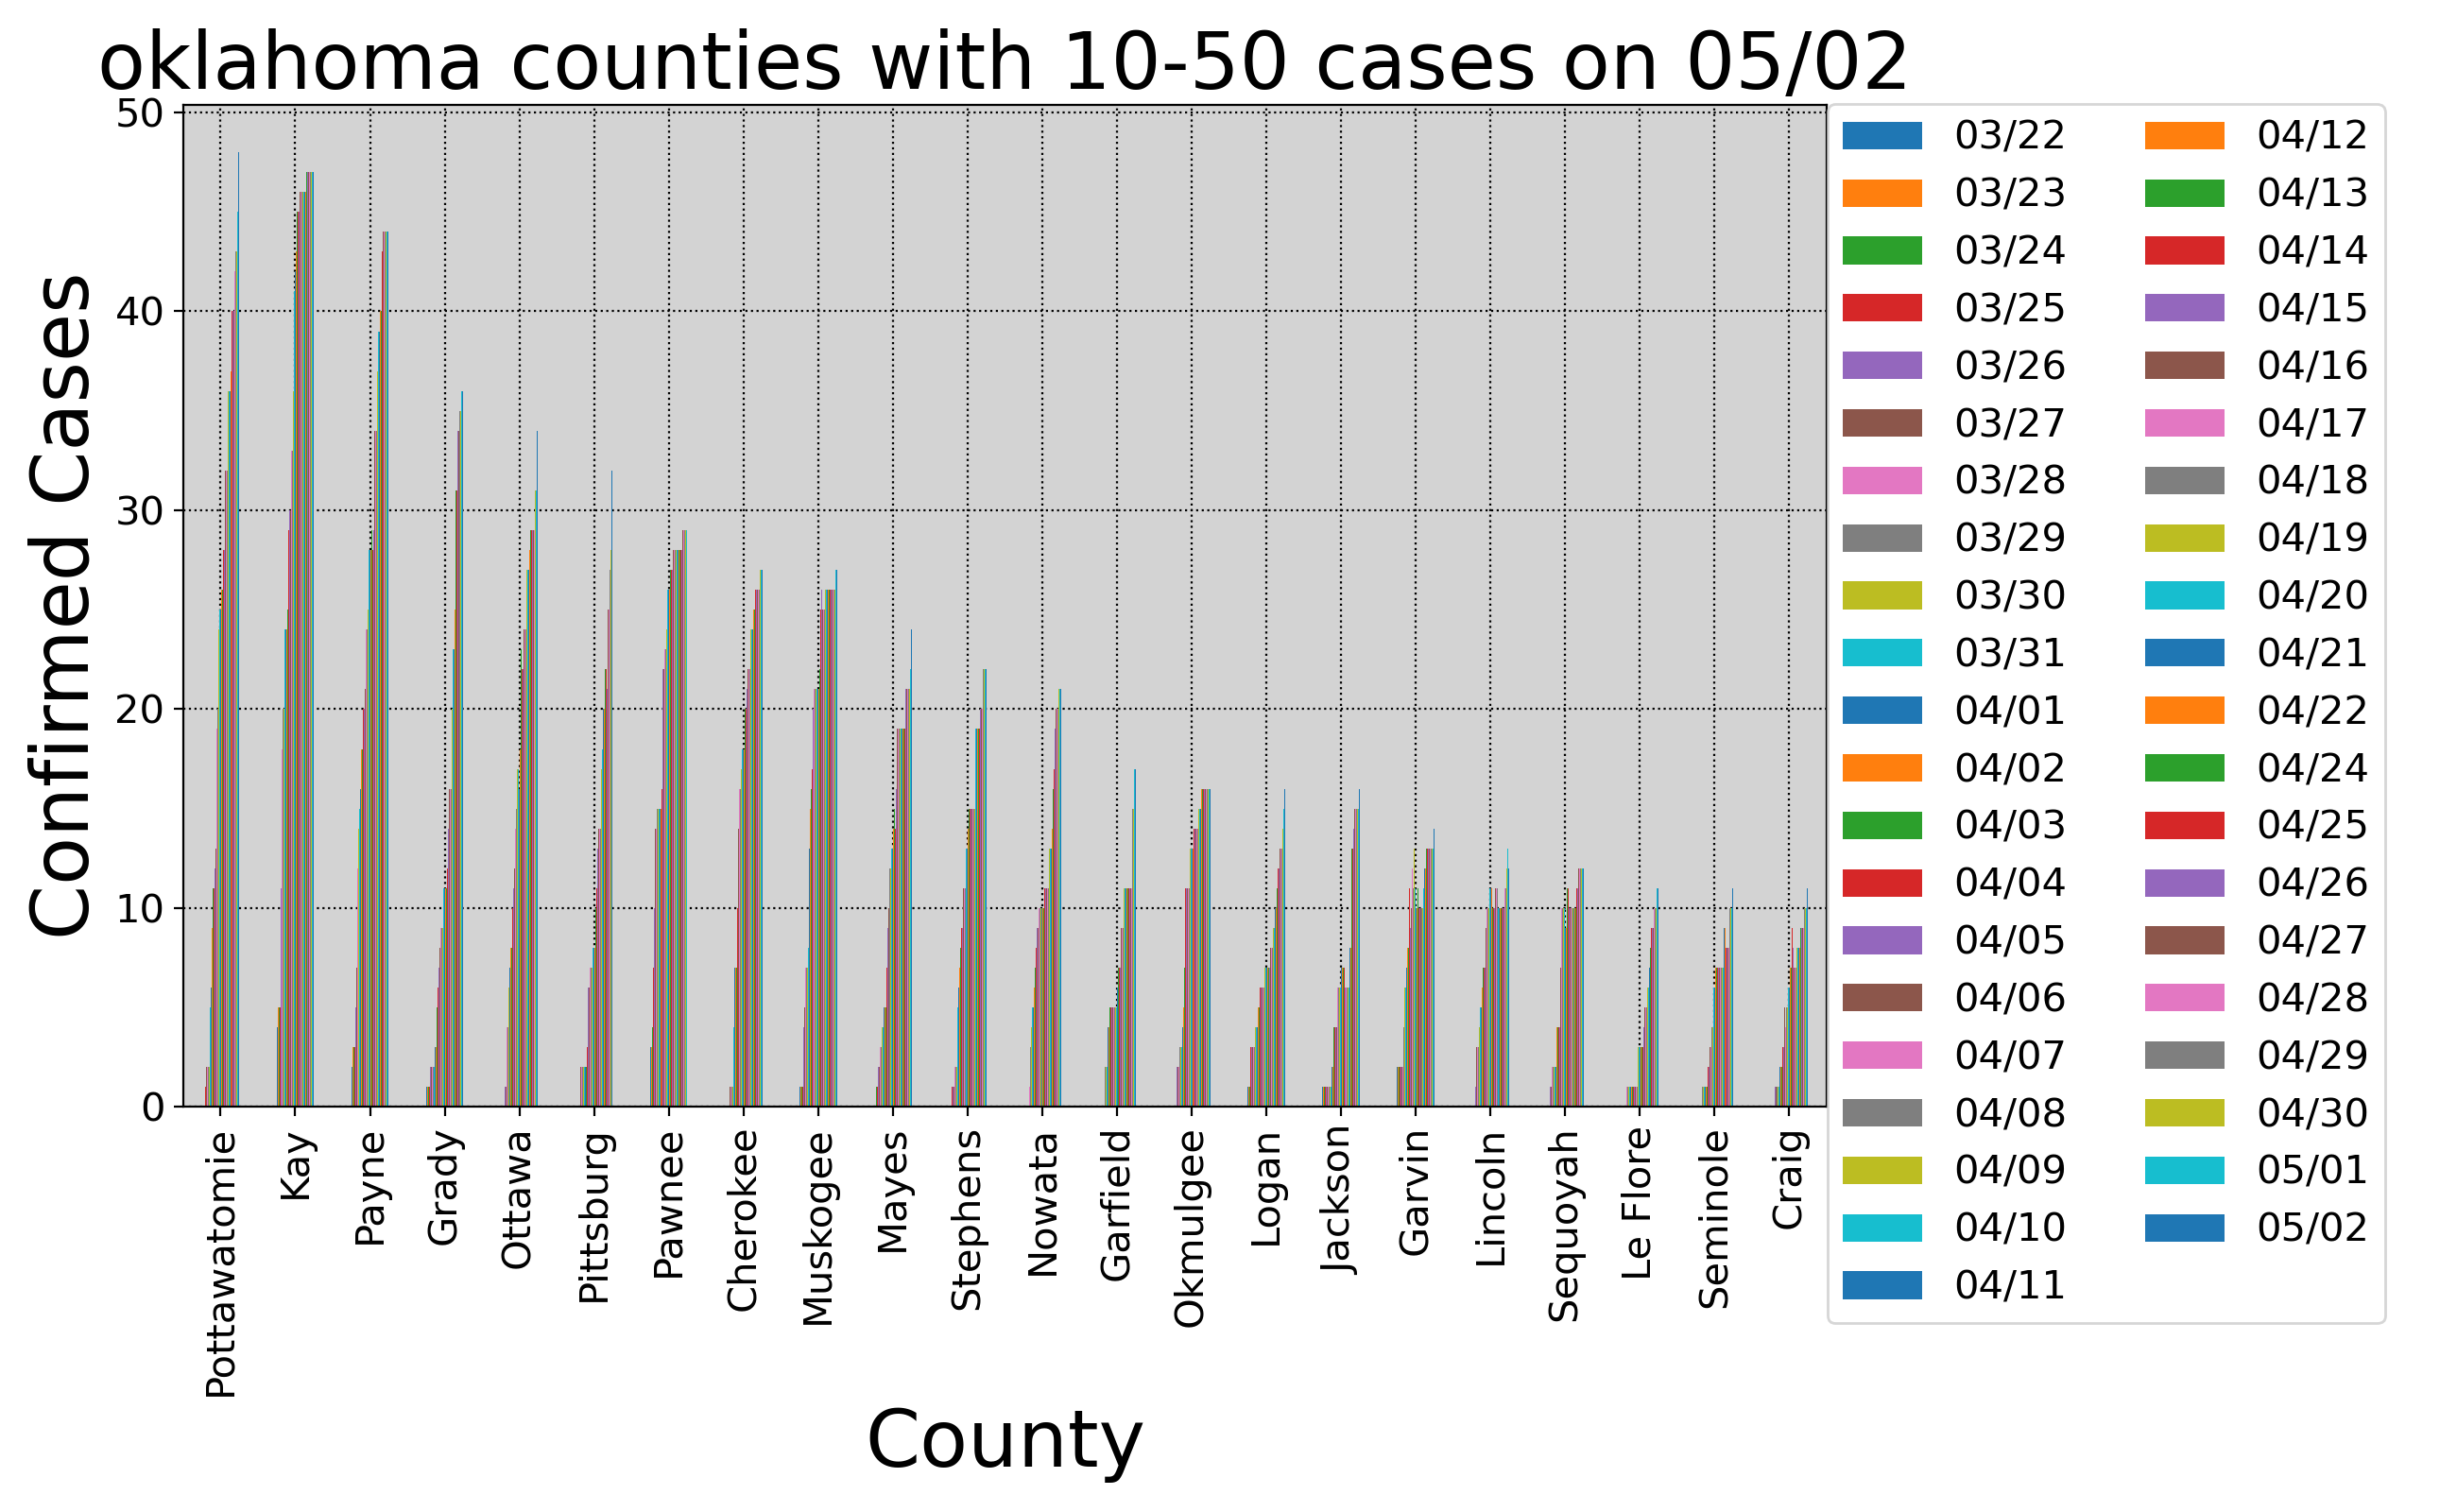 oklahoma counties with 10-50 cases on 05/02
Confirmed Cases
50
40
30
20
10
0
Pottawatomie
Kay
Payne
Grady
Ottawa
Pittsburg
Pawnee
Cherokee
Muskogee
Mayes
Stephens
Nowata
Garfield
Okmulgee
Logan
Jackson
Garvin
Lincoln
Sequoyah
Le Flore
Seminole
Craig
County
03/22
03/23
03/24
03/25
03/26
03/27
03/28
03/29
03/30
03/31
04/01
04/02
04/03
04/04
04/05
04/06
04/07
04/08
04/09
04/10
04/11
04/12
04/13
04/14
04/15
04/16
04/17
04/18
04/19
04/20
04/21
04/22
04/24
04/25
04/26
04/27
04/28
04/29
04/30
05/01
05/02